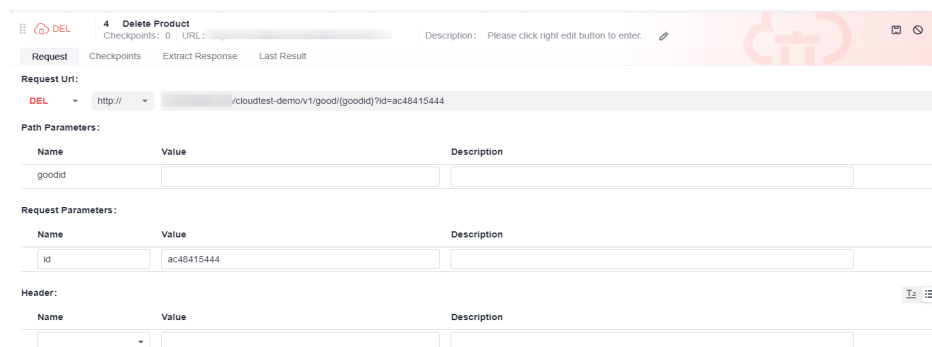 DEL
4 Delete Product
Checkpoints: 0 URL: Description: Please click right edit button to enter.
Request Checkpoints Extract Response Last Result
Request Url:
DEL http:// /cloudtest-demo/v1/good/{goodid}?id=ac48415444
Path Parameters:
Name Value Description
goodid
Request Parameters:
Name Value Description
id ac48415444
Header:
Name Value Description